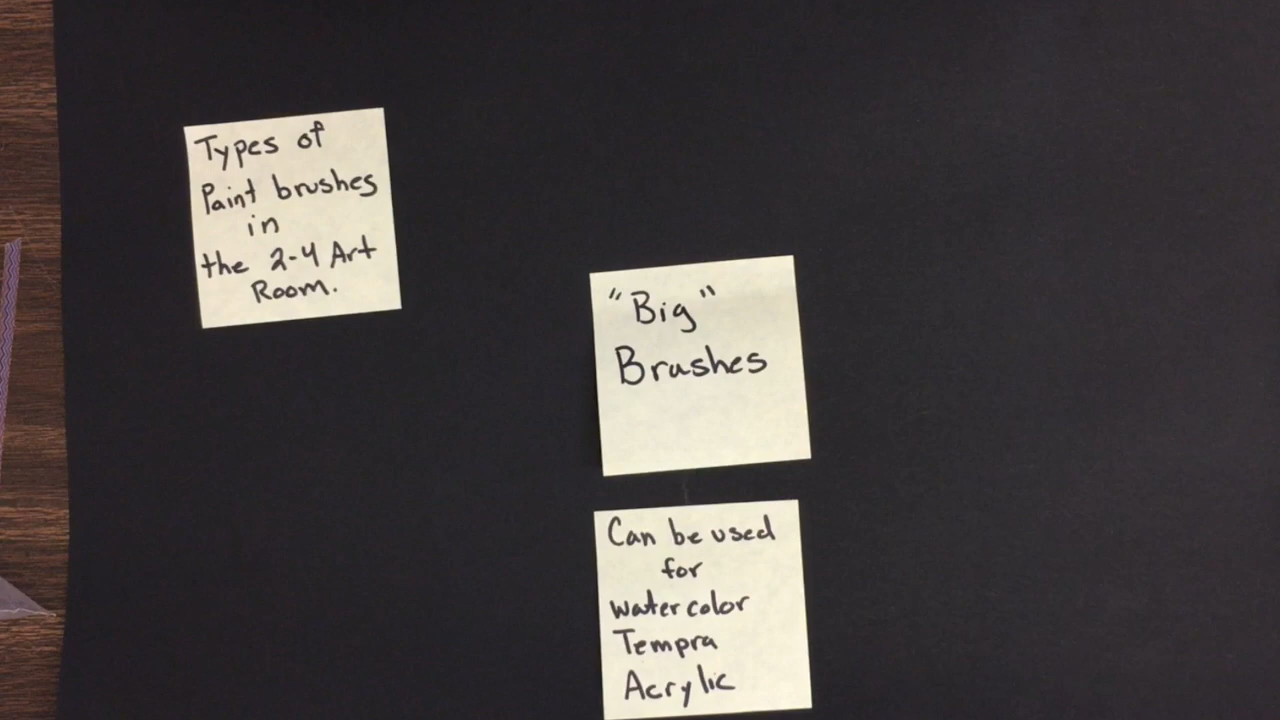 Types of
Paint brushes
in
the 2-4 Art
Room.
"Big"
Brushes
Can be used
for
watercolor
Tempra
Acrylic